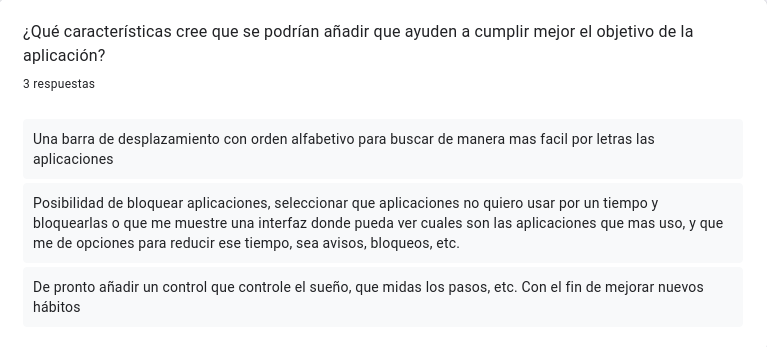 ¿Qué características cree que se podrían añadir que ayuden a cumplir mejor el objetivo de la
aplicación?
3 respuestas
Una barra de desplazamiento con orden alfabetivo para buscar de manera mas facil por letras las
aplicaciones
Posibilidad de bloquear aplicaciones, seleccionar que aplicaciones no quiero usar por un tiempo y
bloquearlas o que me muestre una interfaz donde pueda ver cuales son las aplicaciones que mas uso, y que
me de opciones para reducir ese tiempo, sea avisos, bloqueos, etc.
De pronto añadir un control que controle el sueño, que midas los pasos, etc. Con el fin de mejorar nuevos
hábitos